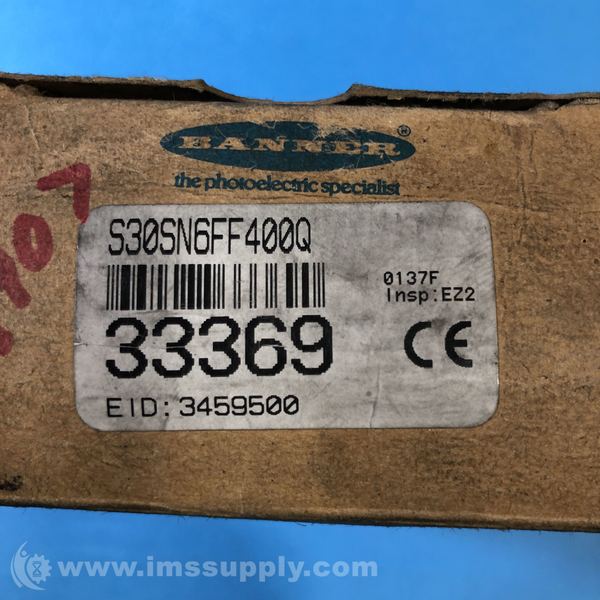 BANNER®
the photoelectric specialist
S30SN6FF400Q
0137F
Insp:EZ2
33369
CE
EID: 3459500
www.imssupply.com